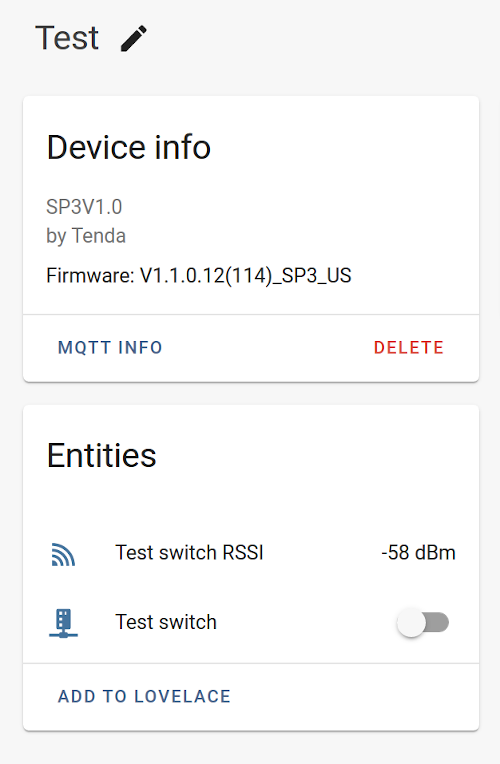 Test
Device info
SP3V1.0
by Tenda
Firmware: V1.1.0.12(114)_SP3_US
MQTT INFO
DELETE
Entities
Test switch RSSI
-58 dBm
Test switch
ADD TO LOVELACE